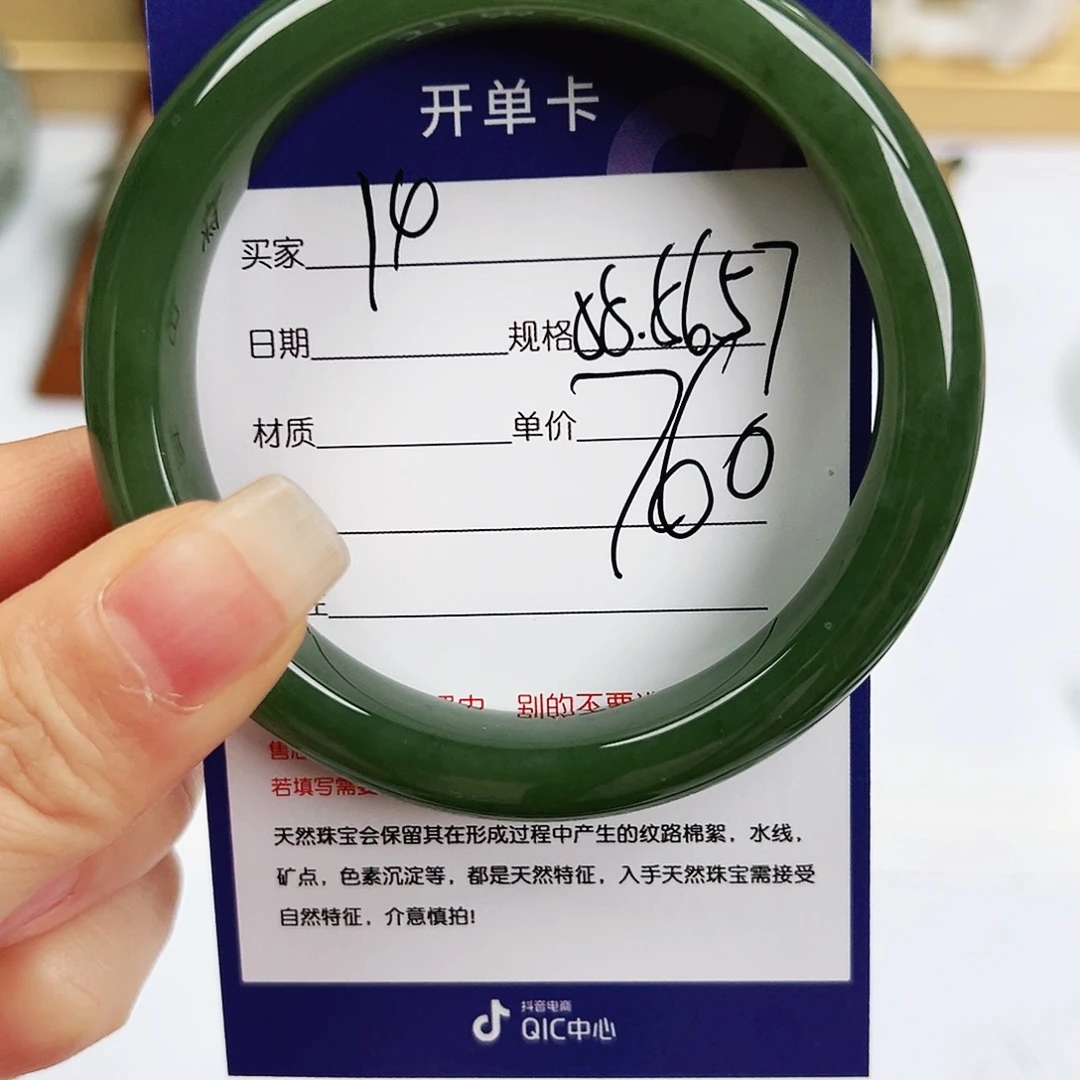 开单卡
买家 14
日期 规格 88.8657
材质 单价 760
别的不要
若填写需要
天然珠宝会保留其在形成过程中产生的纹路棉絮，水线，
矿点，色素沉淀等，都是天然特征，入手天然珠宝需接受
自然特征，介意慎拍!
抖音电商
QIC中心